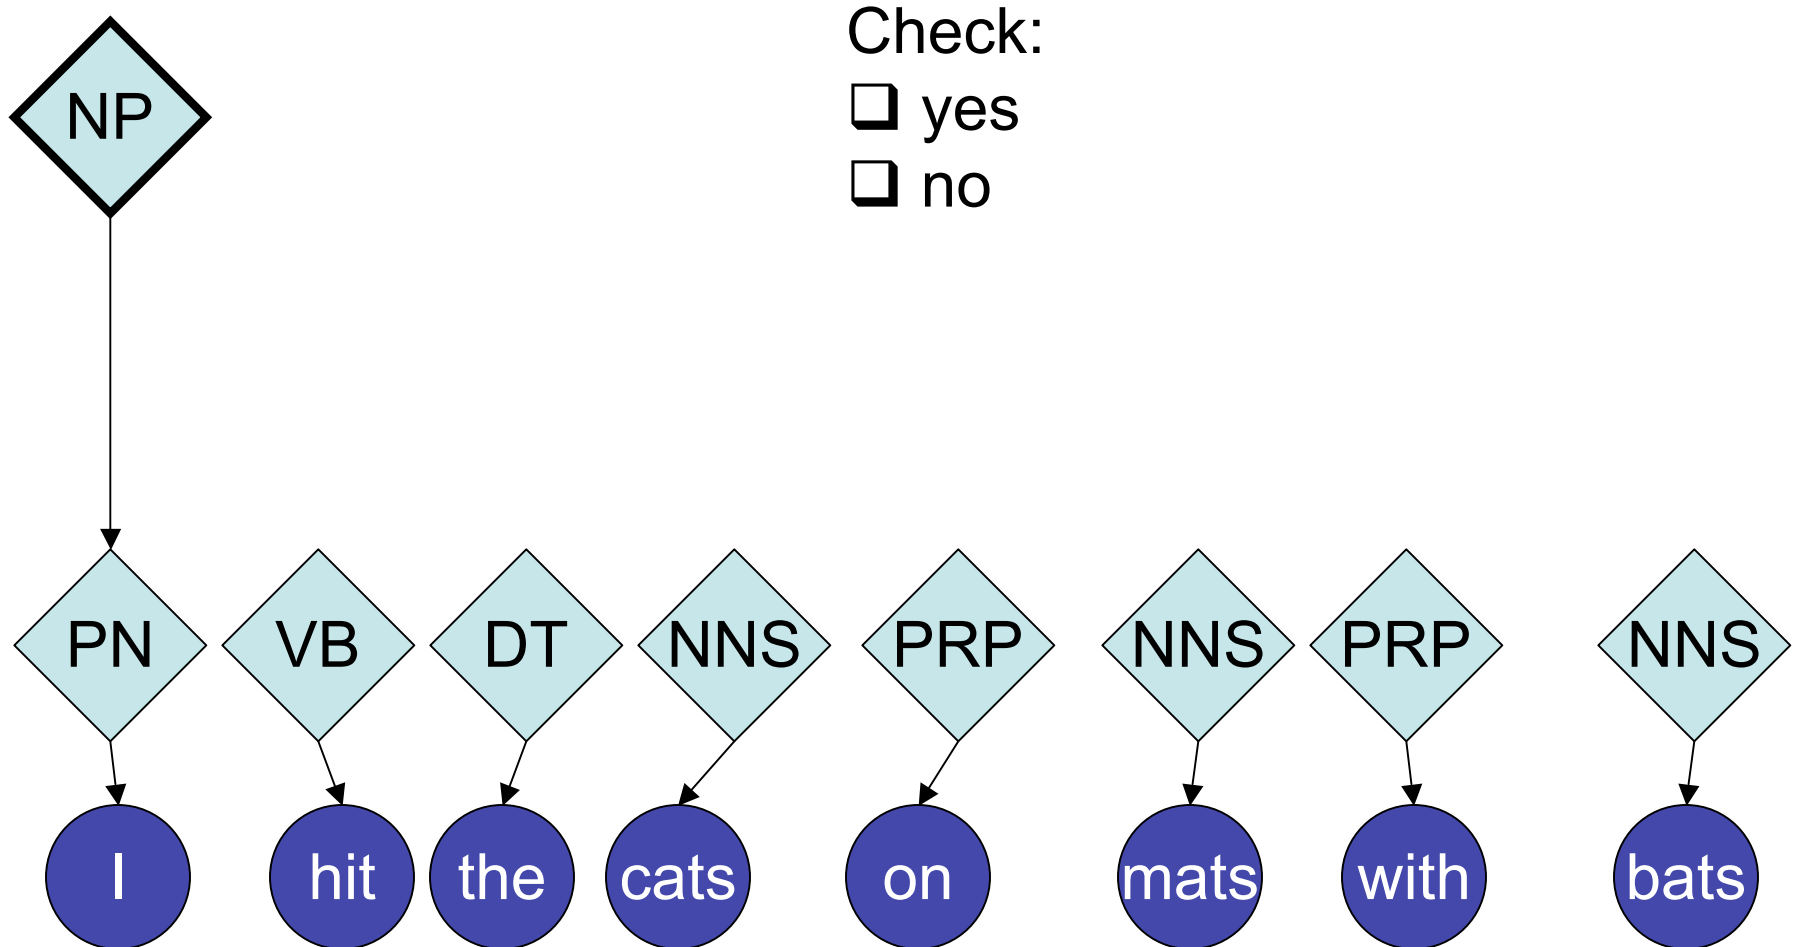 Check:
❑ yes
❑ no
NP
PN VB DT NNS PRP NNS PRP NNS
I hit the cats on mats with bats